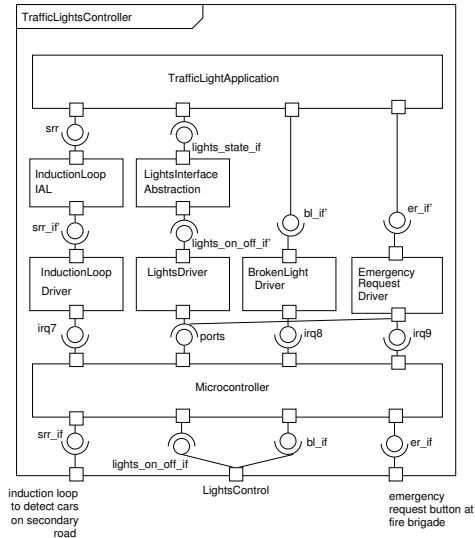 TrafficLightsController
TrafficLightApplication
srr
lights_state_if
InductionLoop
IAL
LightsInterface
Abstraction
srr_if'
lights_on_off_if'
bl_if'
er_if'
InductionLoop
Driver
LightsDriver
BrokenLight
Driver
Emergency
Request
Driver
irq7
ports
irq8
irq9
Microcontroller
srr_if
lights_on_off_if
bl_if
er_if
LightsControl
induction loop
to detect cars
on secondary
road
emergency
request button at
fire brigade